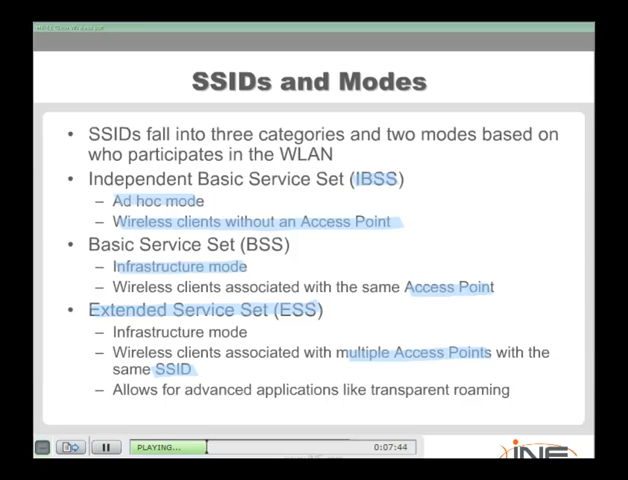 SSIDs and Modes
• SSIDs fall into three categories and two modes based on
who participates in the WLAN
• Independent Basic Service Set (IBSS)
– Ad hoc mode
– Wireless clients without an Access Point
• Basic Service Set (BSS)
– Infrastructure mode
– Wireless clients associated with the same Access Point
• Extended Service Set (ESS)
– Infrastructure mode
– Wireless clients associated with multiple Access Points with the
same SSID
– Allows for advanced applications like transparent roaming
PLAYING...
0:07:44
iNE